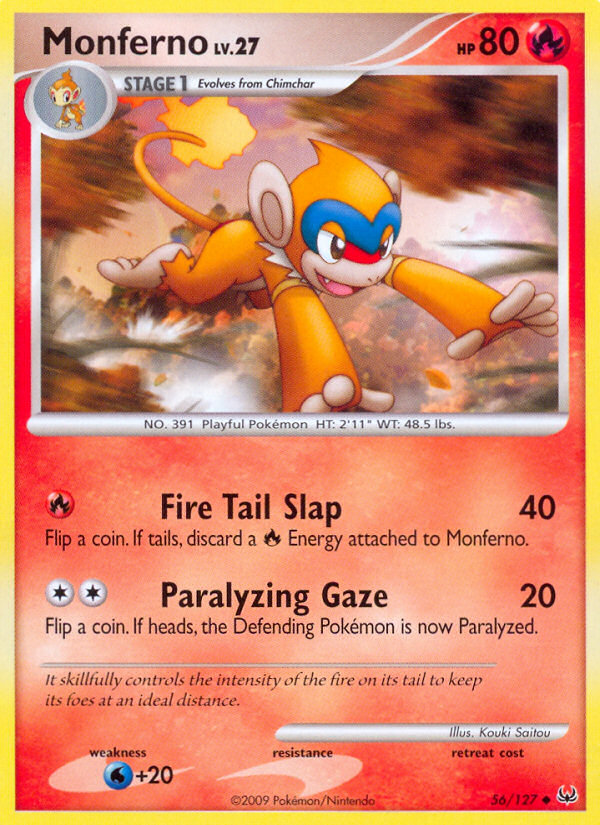 Monferno LV.27
HP 80
STAGE 1 Evolves from Chimchar
NO. 391 Playful Pokémon HT: 2'11" WT: 48.5 lbs.
Fire Tail Slap 40
Flip a coin. If tails, discard a Energy attached to Monferno.
Paralyzing Gaze 20
Flip a coin. If heads, the Defending Pokémon is now Paralyzed.
It skillfully controls the intensity of the fire on its tail to keep
its foes at an ideal distance.
Illus. Kouki Saitou
weakness resistance retreat cost
+20
©2009 Pokémon/Nintendo 56/127